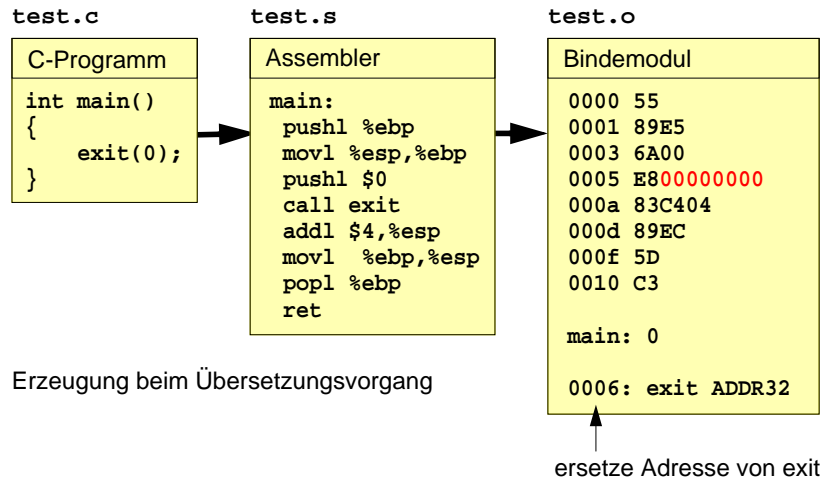 test.c
C-Programm
int main()
{
exit(0);
}
test.s
Assembler
main:
pushl %ebp
movl %esp,%ebp
pushl $0
call exit
addl $4,%esp
movl %ebp,%esp
popl %ebp
ret
test.o
Bindemodul
0000 55
0001 89E5
0003 6A00
0005 E800000000
000a 83C404
000d 89EC
000f 5D
0010 C3
main: 0
0006: exit ADDR32
Erzeugung beim Übersetzungsvorgang
ersetze Adresse von exit